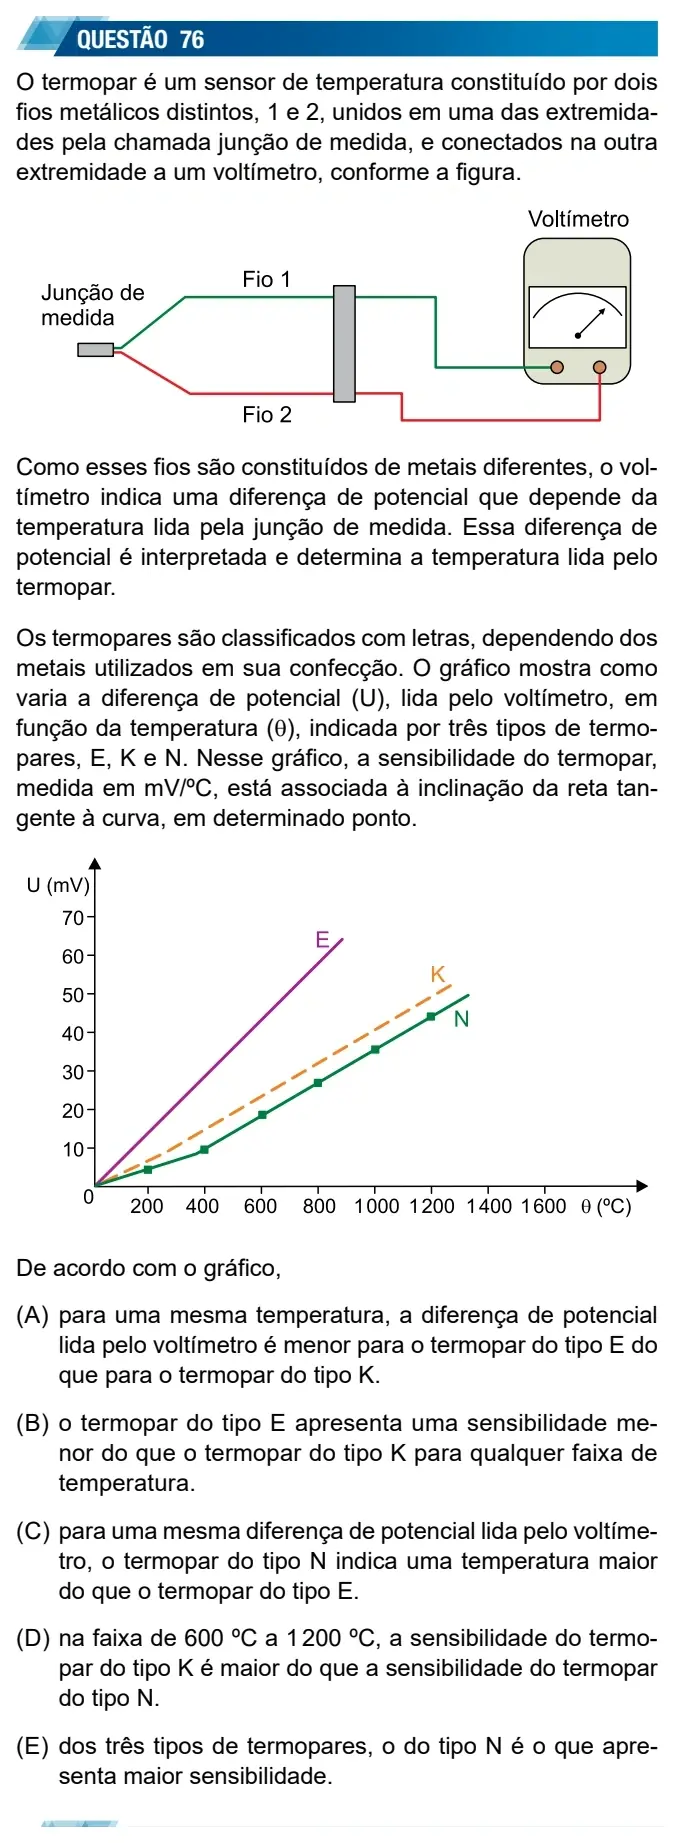 QUESTÃO 76
O termopar é um sensor de temperatura constituído por dois
fios metálicos distintos, 1 e 2, unidos em uma das extremida-
des pela chamada junção de medida, e conectados na outra
extremidade a um voltímetro, conforme a figura.
Voltímetro
Fio 1
Junção de
medida
Fio 2
Como esses fios são constituídos de metais diferentes, o vol-
tímetro indica uma diferença de potencial que depende da
temperatura lida pela junção de medida. Essa diferença de
potencial é interpretada e determina a temperatura lida pelo
termopar.
Os termopares são classificados com letras, dependendo dos
metais utilizados em sua confecção. O gráfico mostra como
varia a diferença de potencial (U), lida pelo voltímetro, em
função da temperatura (θ), indicada por três tipos de termo-
pares, E, K e N. Nesse gráfico, a sensibilidade do termopar,
medida em mV/ºC, está associada à inclinação da reta tan-
gente à curva, em determinado ponto.
U (mV)
70
60
50
40
30
20
10
0
E
K
N
200 400 600 800 1000 1200 1400 1600 θ (ºC)
De acordo com o gráfico,
(A) para uma mesma temperatura, a diferença de potencial
lida pelo voltímetro é menor para o termopar do tipo E do
que para o termopar do tipo K.
(B) o termopar do tipo E apresenta uma sensibilidade me-
nor do que o termopar do tipo K para qualquer faixa de
temperatura.
(C) para uma mesma diferença de potencial lida pelo voltíme-
tro, o termopar do tipo N indica uma temperatura maior
do que o termopar do tipo E.
(D) na faixa de 600 ºC a 1200 ºC, a sensibilidade do termo-
par do tipo K é maior do que a sensibilidade do termopar
do tipo N.
(E) dos três tipos de termopares, o do tipo N é o que apre-
senta maior sensibilidade.